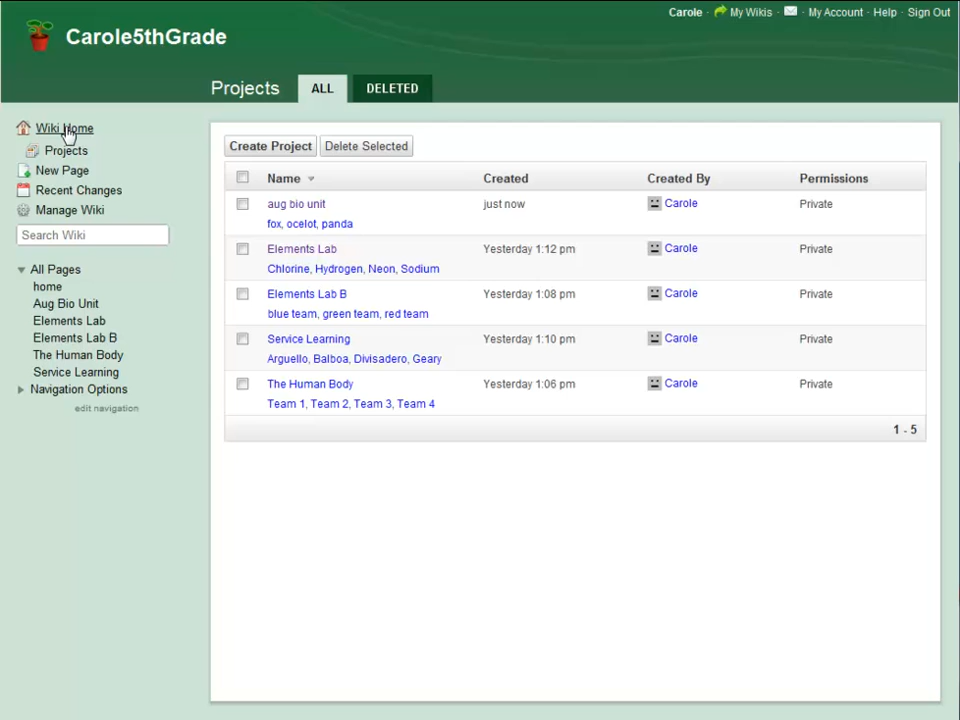 Carole · My Wikis · My Account · Help · Sign Out
Carole5thGrade
Projects ALL DELETED
Wiki Home
Projects
New Page
Recent Changes
Manage Wiki
Search Wiki
All Pages
home
Aug Bio Unit
Elements Lab
Elements Lab B
The Human Body
Service Learning
Navigation Options
edit navigation
Create Project Delete Selected
Name Created Created By Permissions
aug bio unit just now Carole Private
fox, ocelot, panda
Elements Lab Yesterday 1:12 pm Carole Private
Chlorine, Hydrogen, Neon, Sodium
Elements Lab B Yesterday 1:08 pm Carole Private
blue team, green team, red team
Service Learning Yesterday 1:10 pm Carole Private
Arguello, Balboa, Divisadero, Geary
The Human Body Yesterday 1:06 pm Carole Private
Team 1, Team 2, Team 3, Team 4
1 - 5